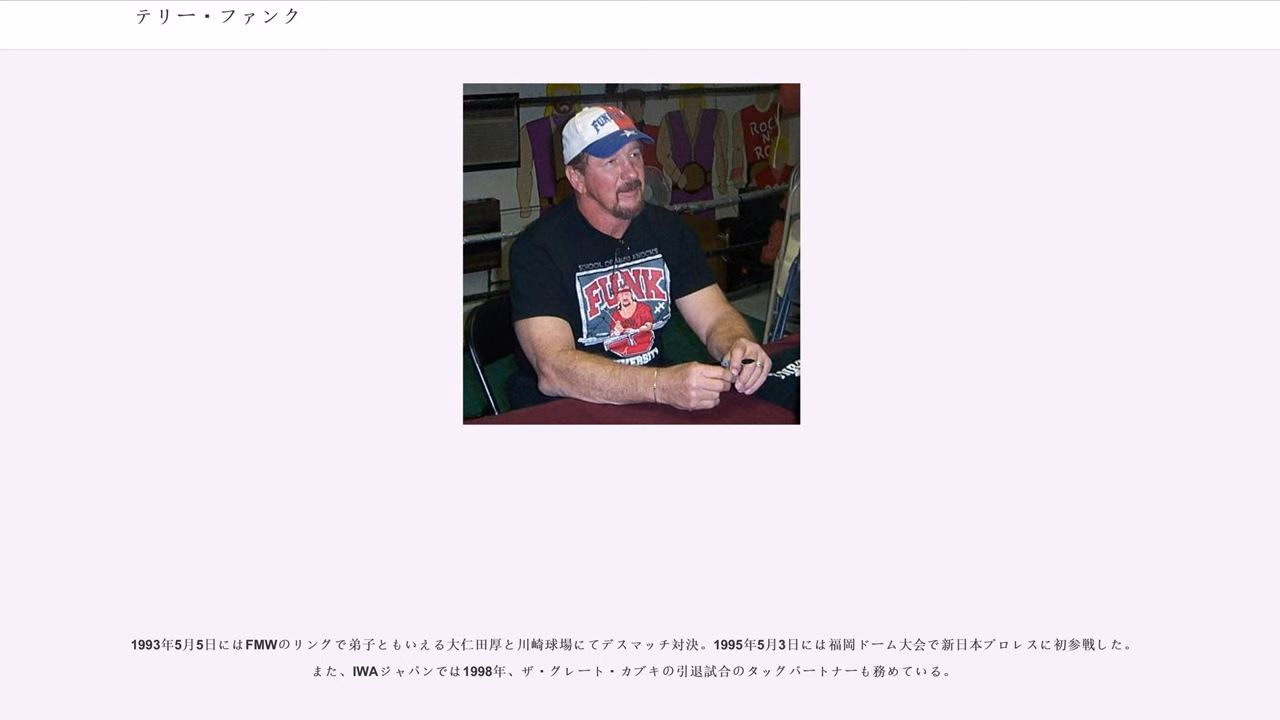 テリー・ファンク
FUN
ROCK
N
RO
FUNK
1993年5月5日にはFMWのリングで弟子ともいえる大仁田厚と川崎球場にてデスマッチ対決。1995年5月3日には福岡ドーム大会で新日本プロレスに初参戦した。
また、IWAジャパンでは1998年、ザ・グレート・カブキの引退試合のタッグパートナーも務めている。